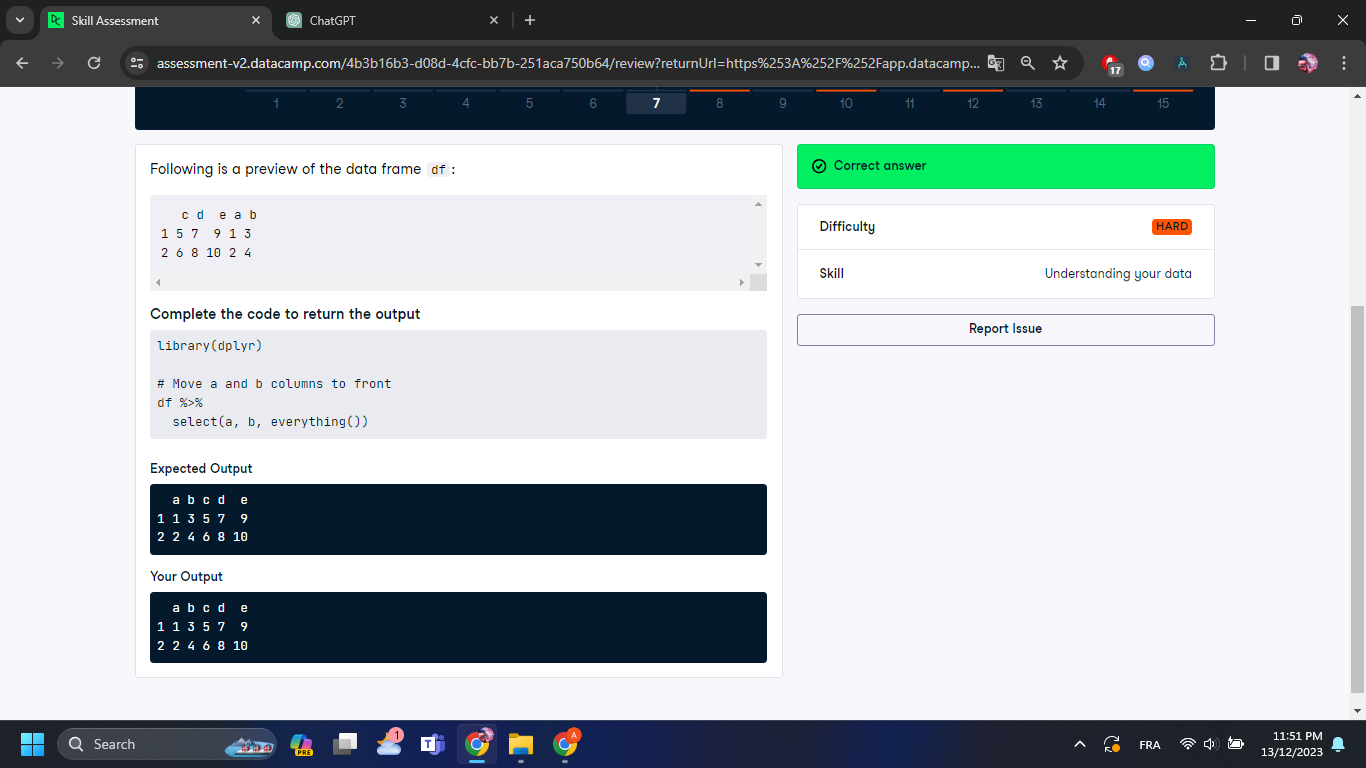 Skill Assessment
ChatGPT
assessment-v2.datacamp.com/4b3b16b3-d08d-4cfc-bb7b-251aca750b64/review?returnUrl=https%253A%252F%252Fapp.datacamp...
17
1 2 3 4 5 6 7 8 9 10 11 12 13 14 15
Following is a preview of the data frame df:
c d e a b
1 5 7 9 1 3
2 6 8 10 2 4
Complete the code to return the output
library(dplyr)
# Move a and b columns to front
df %>%
select(a, b, everything())
Expected Output
a b c d e
1 1 3 5 7 9
2 2 4 6 8 10
Your Output
a b c d e
1 1 3 5 7 9
2 2 4 6 8 10
Correct answer
Difficulty HARD
Skill Understanding your data
Report Issue
Search
PRE
1
A
FRA
11:51 PM
13/12/2023